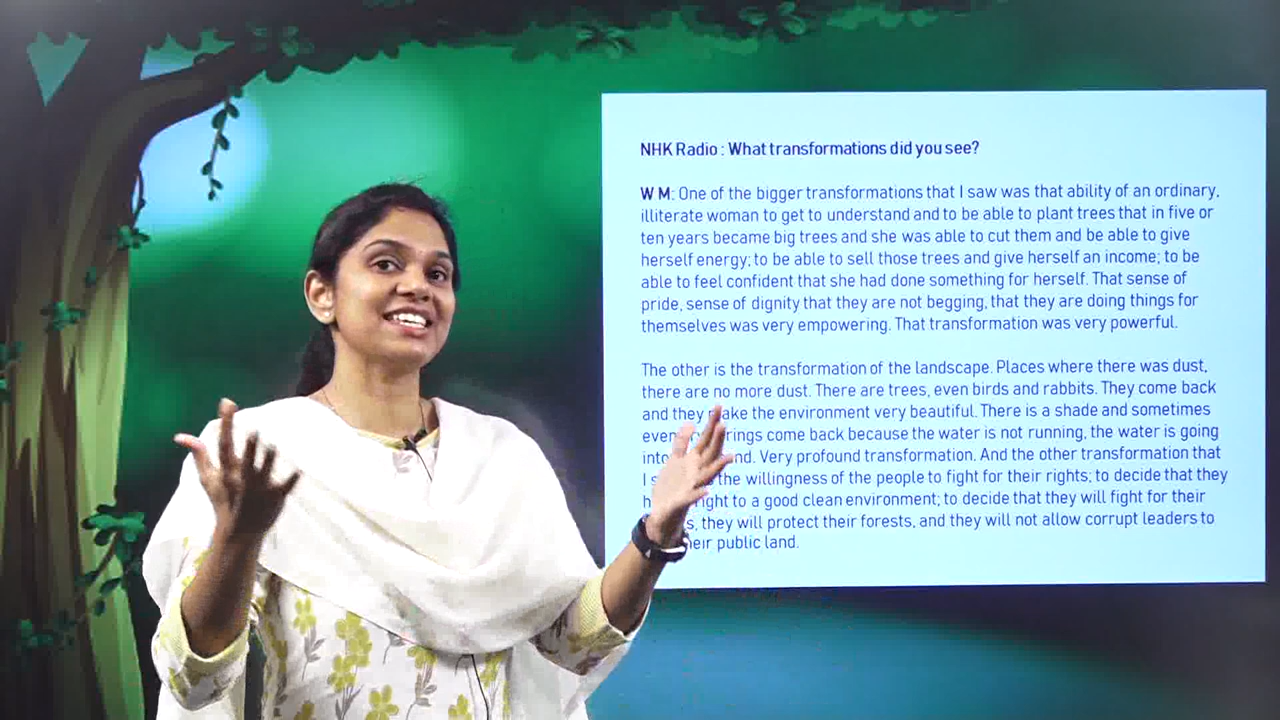 NHK Radio : What transformations did you see?
W M: One of the bigger transformations that I saw was that ability of an ordinary,
illiterate woman to get to understand and to be able to plant trees that in five or
ten years became big trees and she was able to cut them and be able to give
herself energy; to be able to sell those trees and give herself an income; to be
able to feel confident that she had done something for herself. That sense of
pride, sense of dignity that they are not begging, that they are doing things for
themselves was very empowering. That transformation was very powerful.
The other is the transformation of the landscape. Places where there was dust,
there are no more dust. There are trees, even birds and rabbits. They come back
and they make the environment very beautiful. There is a shade and sometimes
even come back because the water is not running, the water is going
into Very profound transformation. And the other transformation that
I the willingness of the people to fight for their rights; to decide that they
right to a good clean environment; to decide that they will fight for their
they will protect their forests, and they will not allow corrupt leaders to
their public land.